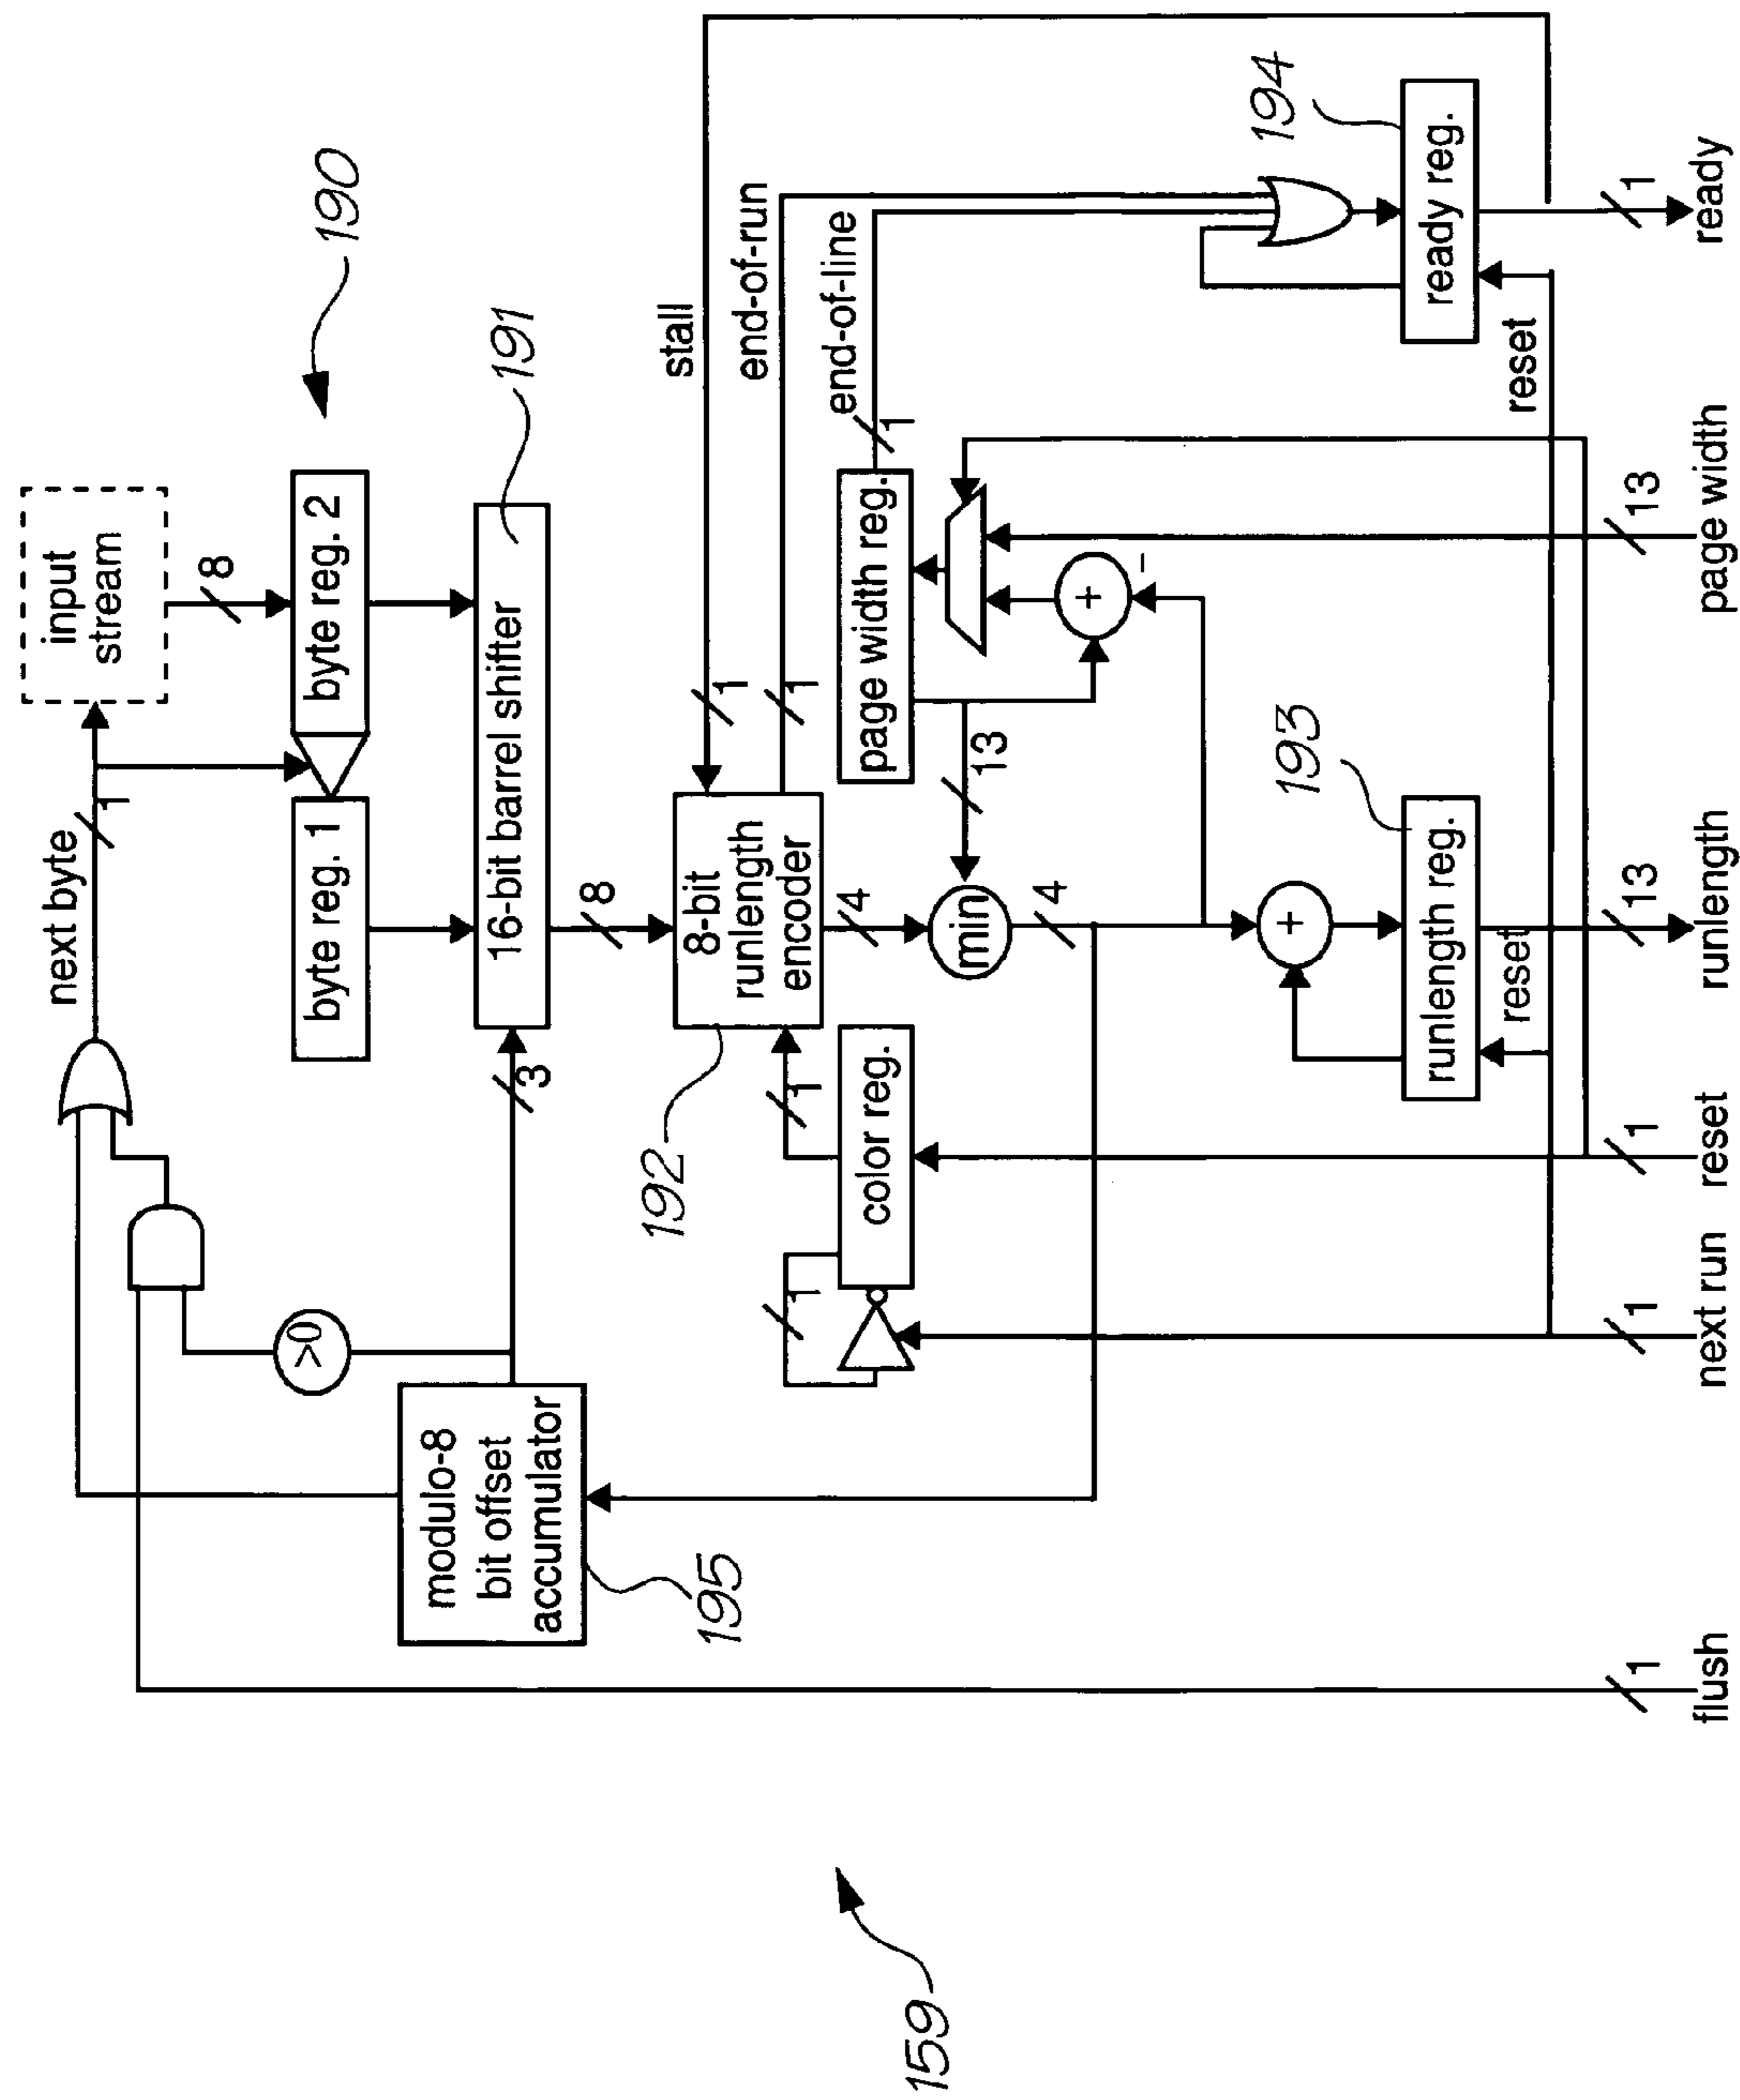 input
stream
190
next byte
1
8
byte reg. 1
byte reg. 2
191
16-bit barrel shifter
3
8
>0
modulo-8
bit offset
accumulator
195
stall
1
end-of-run
1
end-of-line
1
192
8-bit
runlength
encoder
1
1
color reg.
page width reg.
4
min
13
4
+
-
+
193
runlength reg.
reset
194
ready reg.
reset
1
1
1
13
13
1
flush
next run
reset
runlength
page width
ready
159